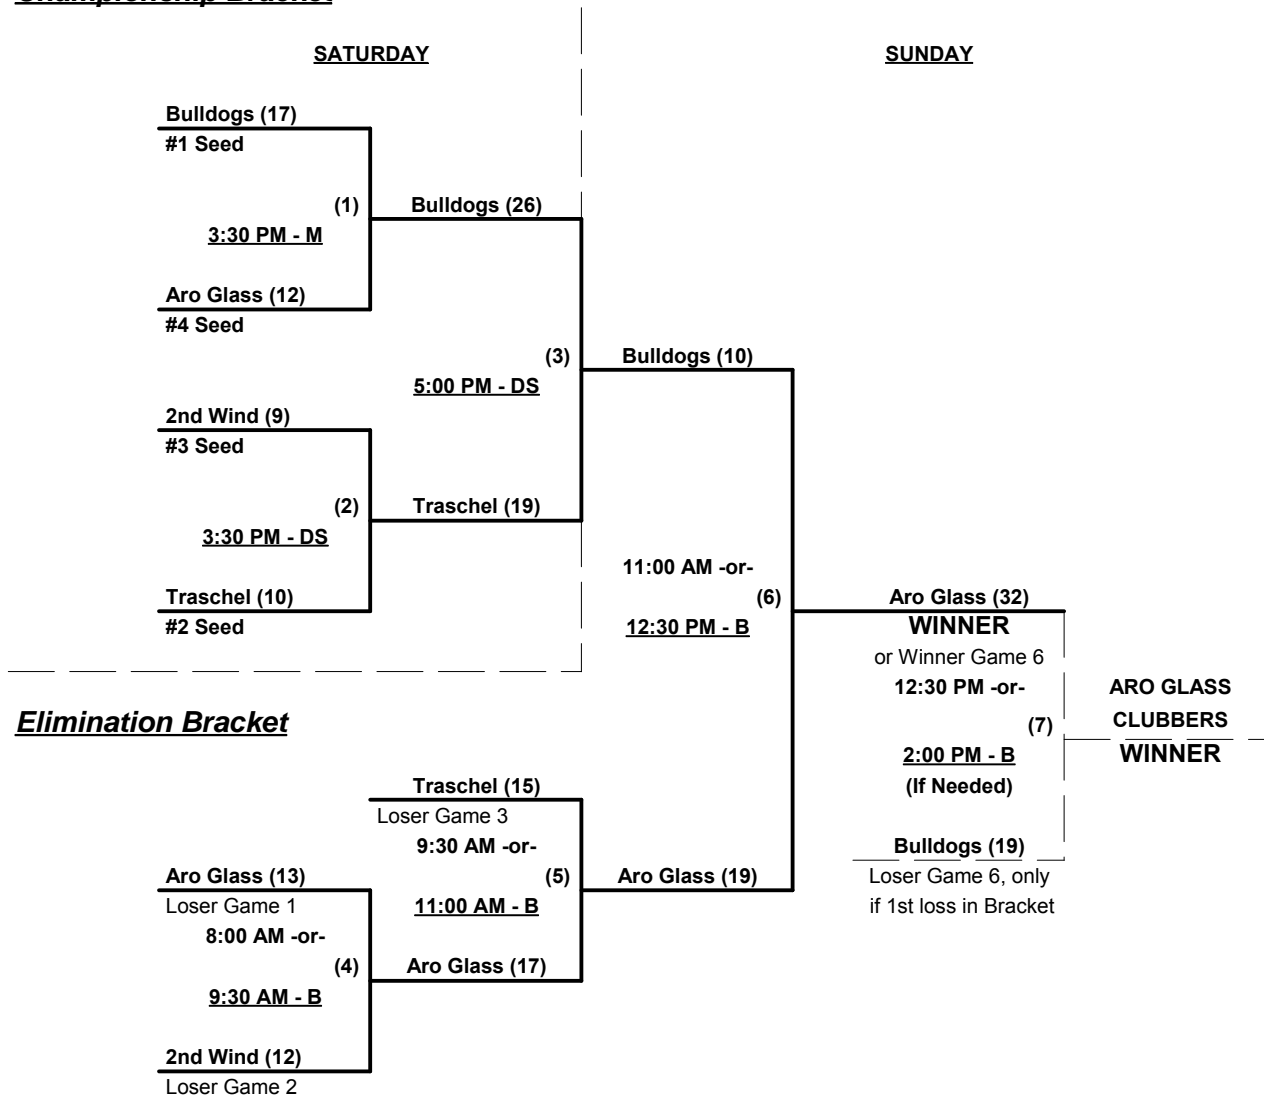 Championship Bracket
SATURDAY
SUNDAY
Bulldogs (17)
#1 Seed
(1)
Bulldogs (26)
3:30 PM - M
Aro Glass (12)
#4 Seed
(3)
Bulldogs (10)
5:00 PM - DS
2nd Wind (9)
#3 Seed
(2)
Traschel (19)
3:30 PM - DS
11:00 AM -or-
Traschel (10)
(6)
Aro Glass (32)
#2 Seed
12:30 PM - B
WINNER
or Winner Game 6
12:30 PM -or-
ARO GLASS
Elimination Bracket
(7)
CLUBBERS
2:00 PM - B
WINNER
Traschel (15)
(If Needed)
Loser Game 3
9:30 AM -or-
Bulldogs (19)
Aro Glass (13)
(5)
Aro Glass (19)
Loser Game 6, only
Loser Game 1
11:00 AM - B
if 1st loss in Bracket
8:00 AM -or-
(4)
Aro Glass (17)
9:30 AM - B
2nd Wind (12)
Loser Game 2